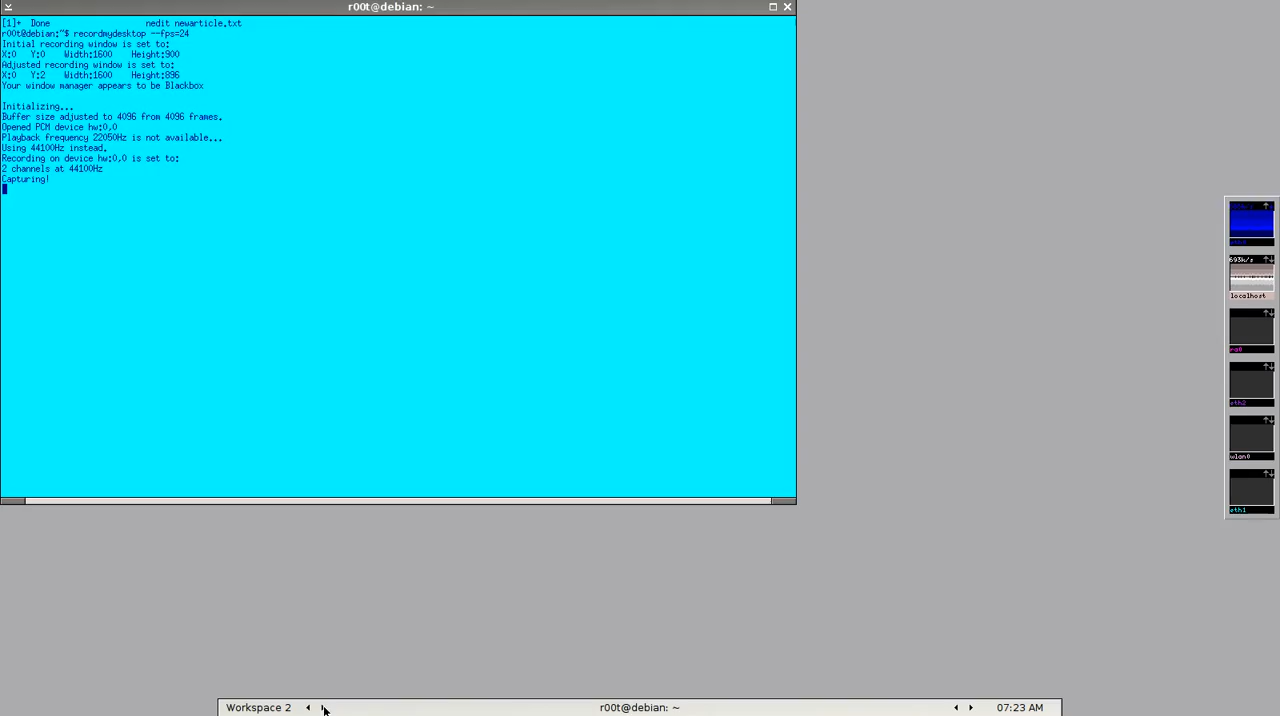 r00t@debian: ~
[1]+  Done                    nedit newarticle.txt
r00t@debian:~$ recordmydesktop --fps=24
Initial recording window is set to:
X:0   Y:0   Width:1600   Height:900
Adjusted recording window is set to:
X:0   Y:2   Width:1600   Height:896
Your window manager appears to be Blackbox
Initializing...
Buffer size adjusted to 4096 from 4096 frames.
Opened PCM device hw:0,0
Playback frequency 22050Hz is not available...
Using 44100Hz instead.
Recording on device hw:0,0 is set to:
2 channels at 44100Hz
Capturing!
693k/s
localhost
eth2
wlan0
eth1
Workspace 2
r00t@debian: ~
07:23 AM